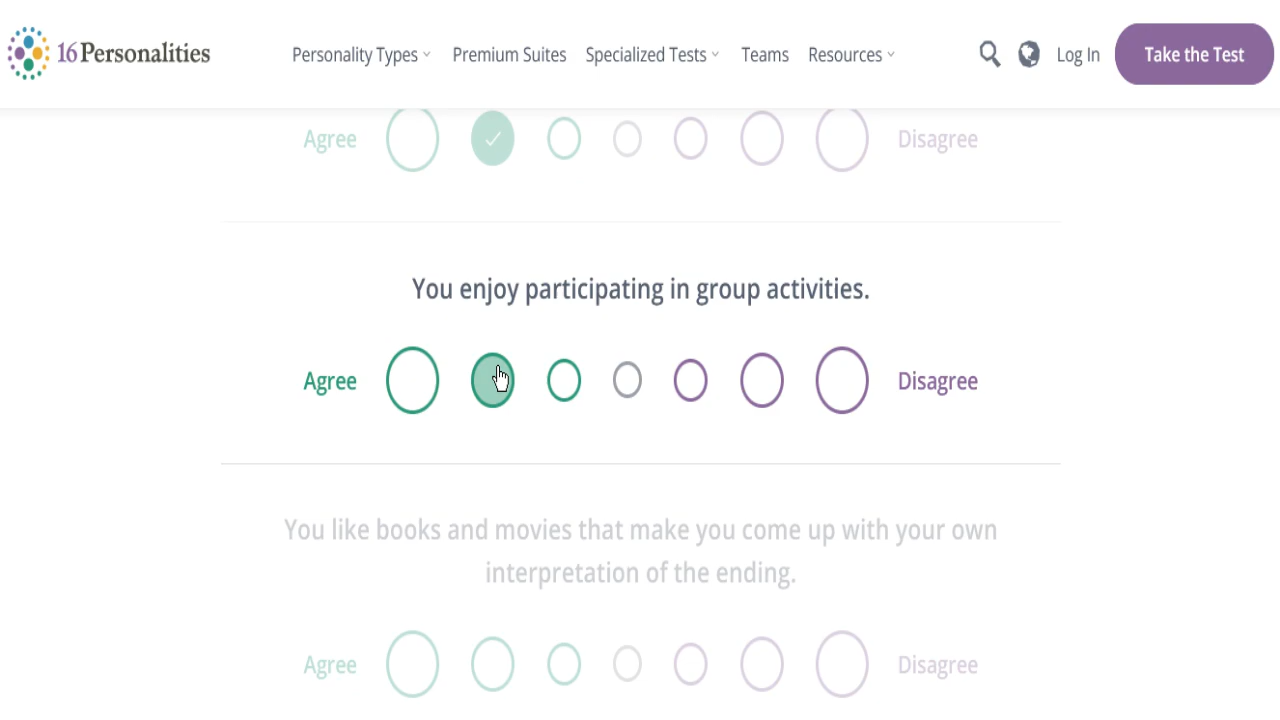 16Personalities
Personality Types
Premium Suites
Specialized Tests
Teams
Resources
Log In
Take the Test
Agree
Disagree
You enjoy participating in group activities.
Agree
Disagree
You like books and movies that make you come up with your own
interpretation of the ending.
Agree
Disagree